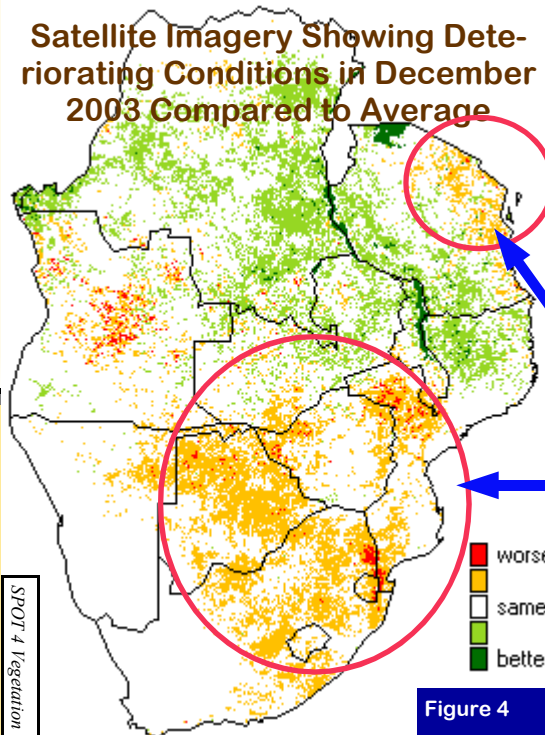 Satellite Imagery Showing Dete-
riorating Conditions in December
2003 Compared to Average
worse
same
bette
Figure 4
SPOT 4 Vegetation